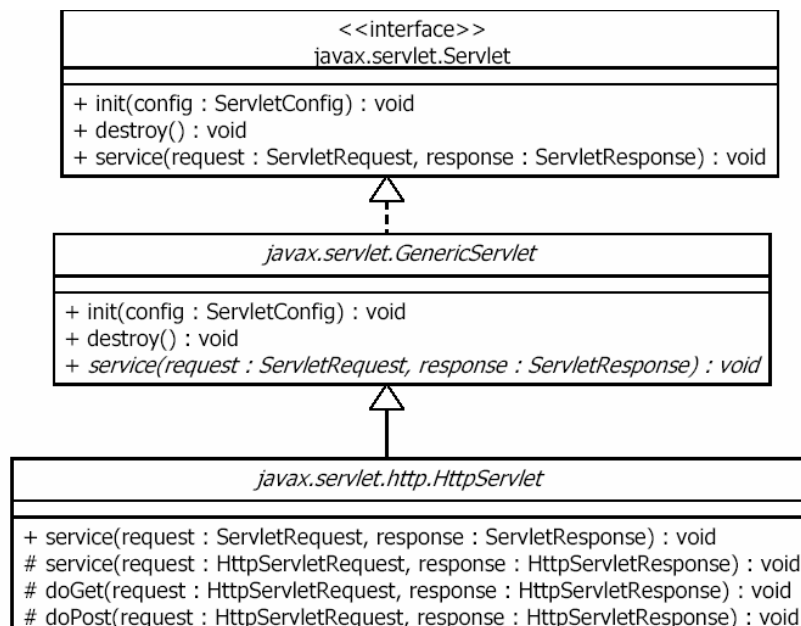 <<interface>>
javax.servlet.Servlet
+ init(config : ServletConfig) : void
+ destroy() : void
+ service(request : ServletRequest, response : ServletResponse) : void
javax.servlet.GenericServlet
+ init(config : ServletConfig) : void
+ destroy() : void
+ service(request : ServletRequest, response : ServletResponse) : void
javax.servlet.http.HttpServlet
+ service(request : ServletRequest, response : ServletResponse) : void
# service(request : HttpServletRequest, response : HttpServletResponse) : void
# doGet(request : HttpServletRequest, response : HttpServletResponse) : void
# doPost(request : HttpServletRequest, response : HttpServletResponse) : void